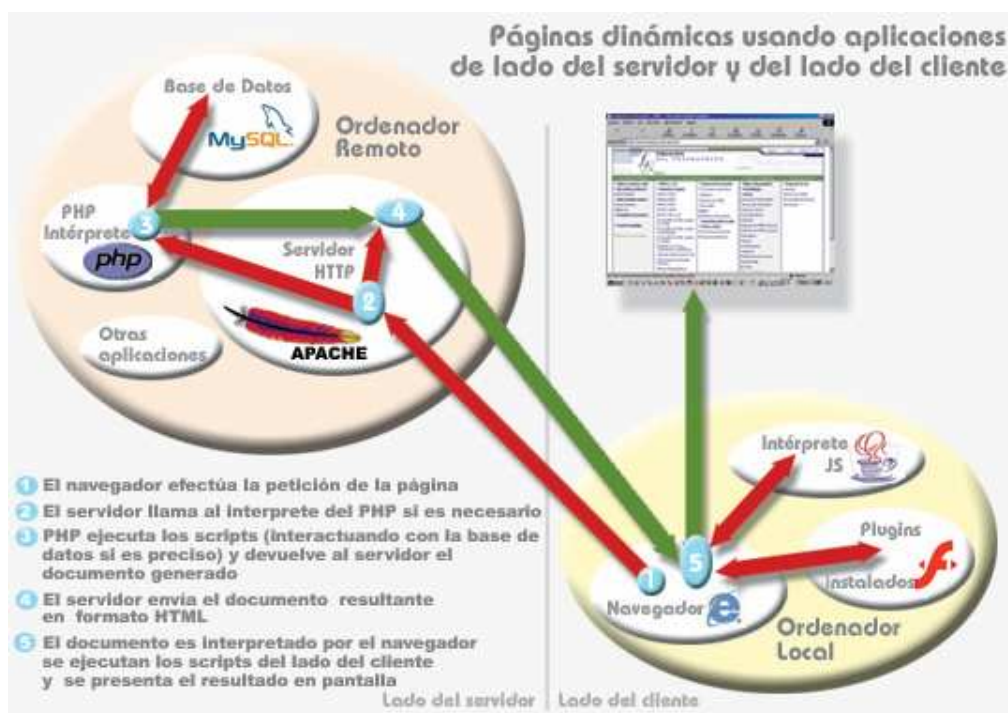 Páginas dinámicas usando aplicaciones
de lado del servidor y del lado del cliente
Base de Datos
MySQL
Ordenador
Remoto
PHP
Intérprete
php
3
4
Servidor
HTTP
2
APACHE
Otras
aplicaciones
Intérprete
JS
Plugins
Instalados
1
5
Navegador
Ordenador
Local
1 El navegador efectúa la petición de la página
2 El servidor llama al interprete del PHP si es necesario
3 PHP ejecuta los scripts (interactuando con la base de
datos si es preciso) y devuelve al servidor el
documento generado
4 El servidor envía el documento resultante
en formato HTML
5 El documento es interpretado por el navegador
se ejecutan los scripts del lado del cliente
y se presenta el resultado en pantalla
Lado del servidor
Lado del cliente